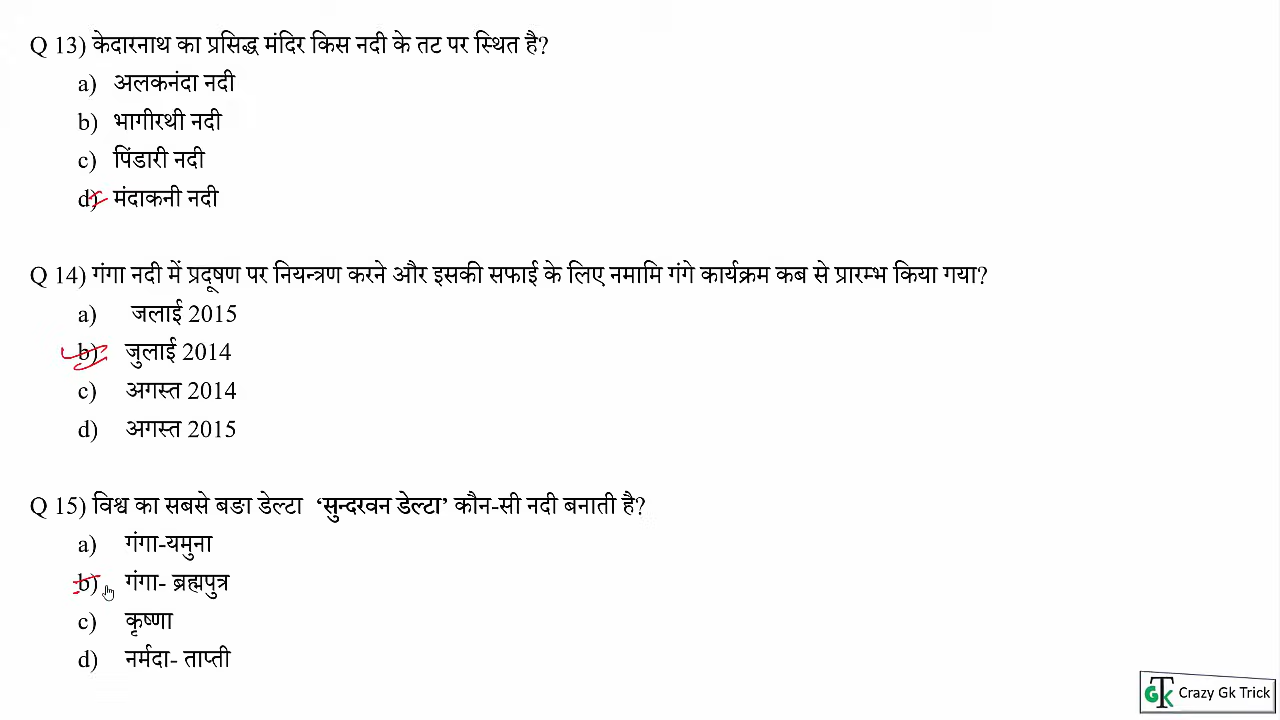 Q 13) केदारनाथ का प्रसिद्ध मंदिर किस नदी के तट पर स्थित है?
a) अलकनंदा नदी
b) भागीरथी नदी
c) पिंडारी नदी
d) मंदाकनी नदी
Q 14) गंगा नदी में प्रदूषण पर नियन्त्रण करने और इसकी सफाई के लिए नमामि गंगे कार्यक्रम कब से प्रारम्भ किया गया?
a) जलाई 2015
b) जुलाई 2014
c) अगस्त 2014
d) अगस्त 2015
Q 15) विश्व का सबसे बङा डेल्टा ‘सुन्दरवन डेल्टा’ कौन-सी नदी बनाती है?
a) गंगा-यमुना
b) गंगा- ब्रह्मपुत्र
c) कृष्णा
d) नर्मदा- ताप्ती
GTK Crazy Gk Trick